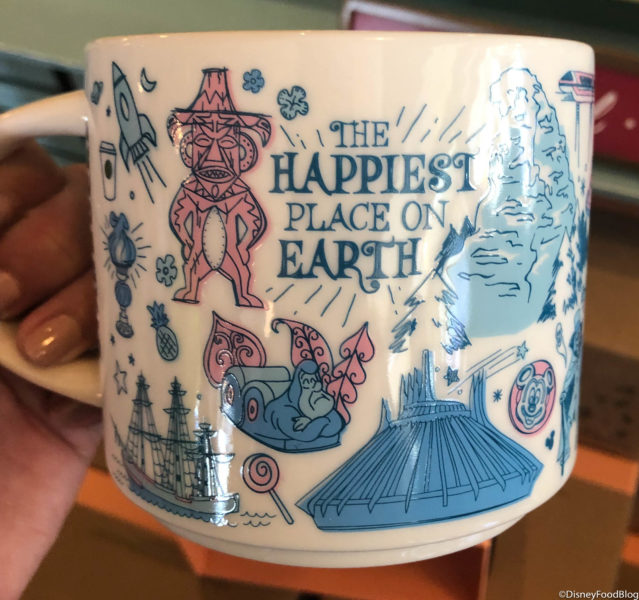 THE
HAPPIEST
PLACE ON
EARTH
©DisneyFoodBlog